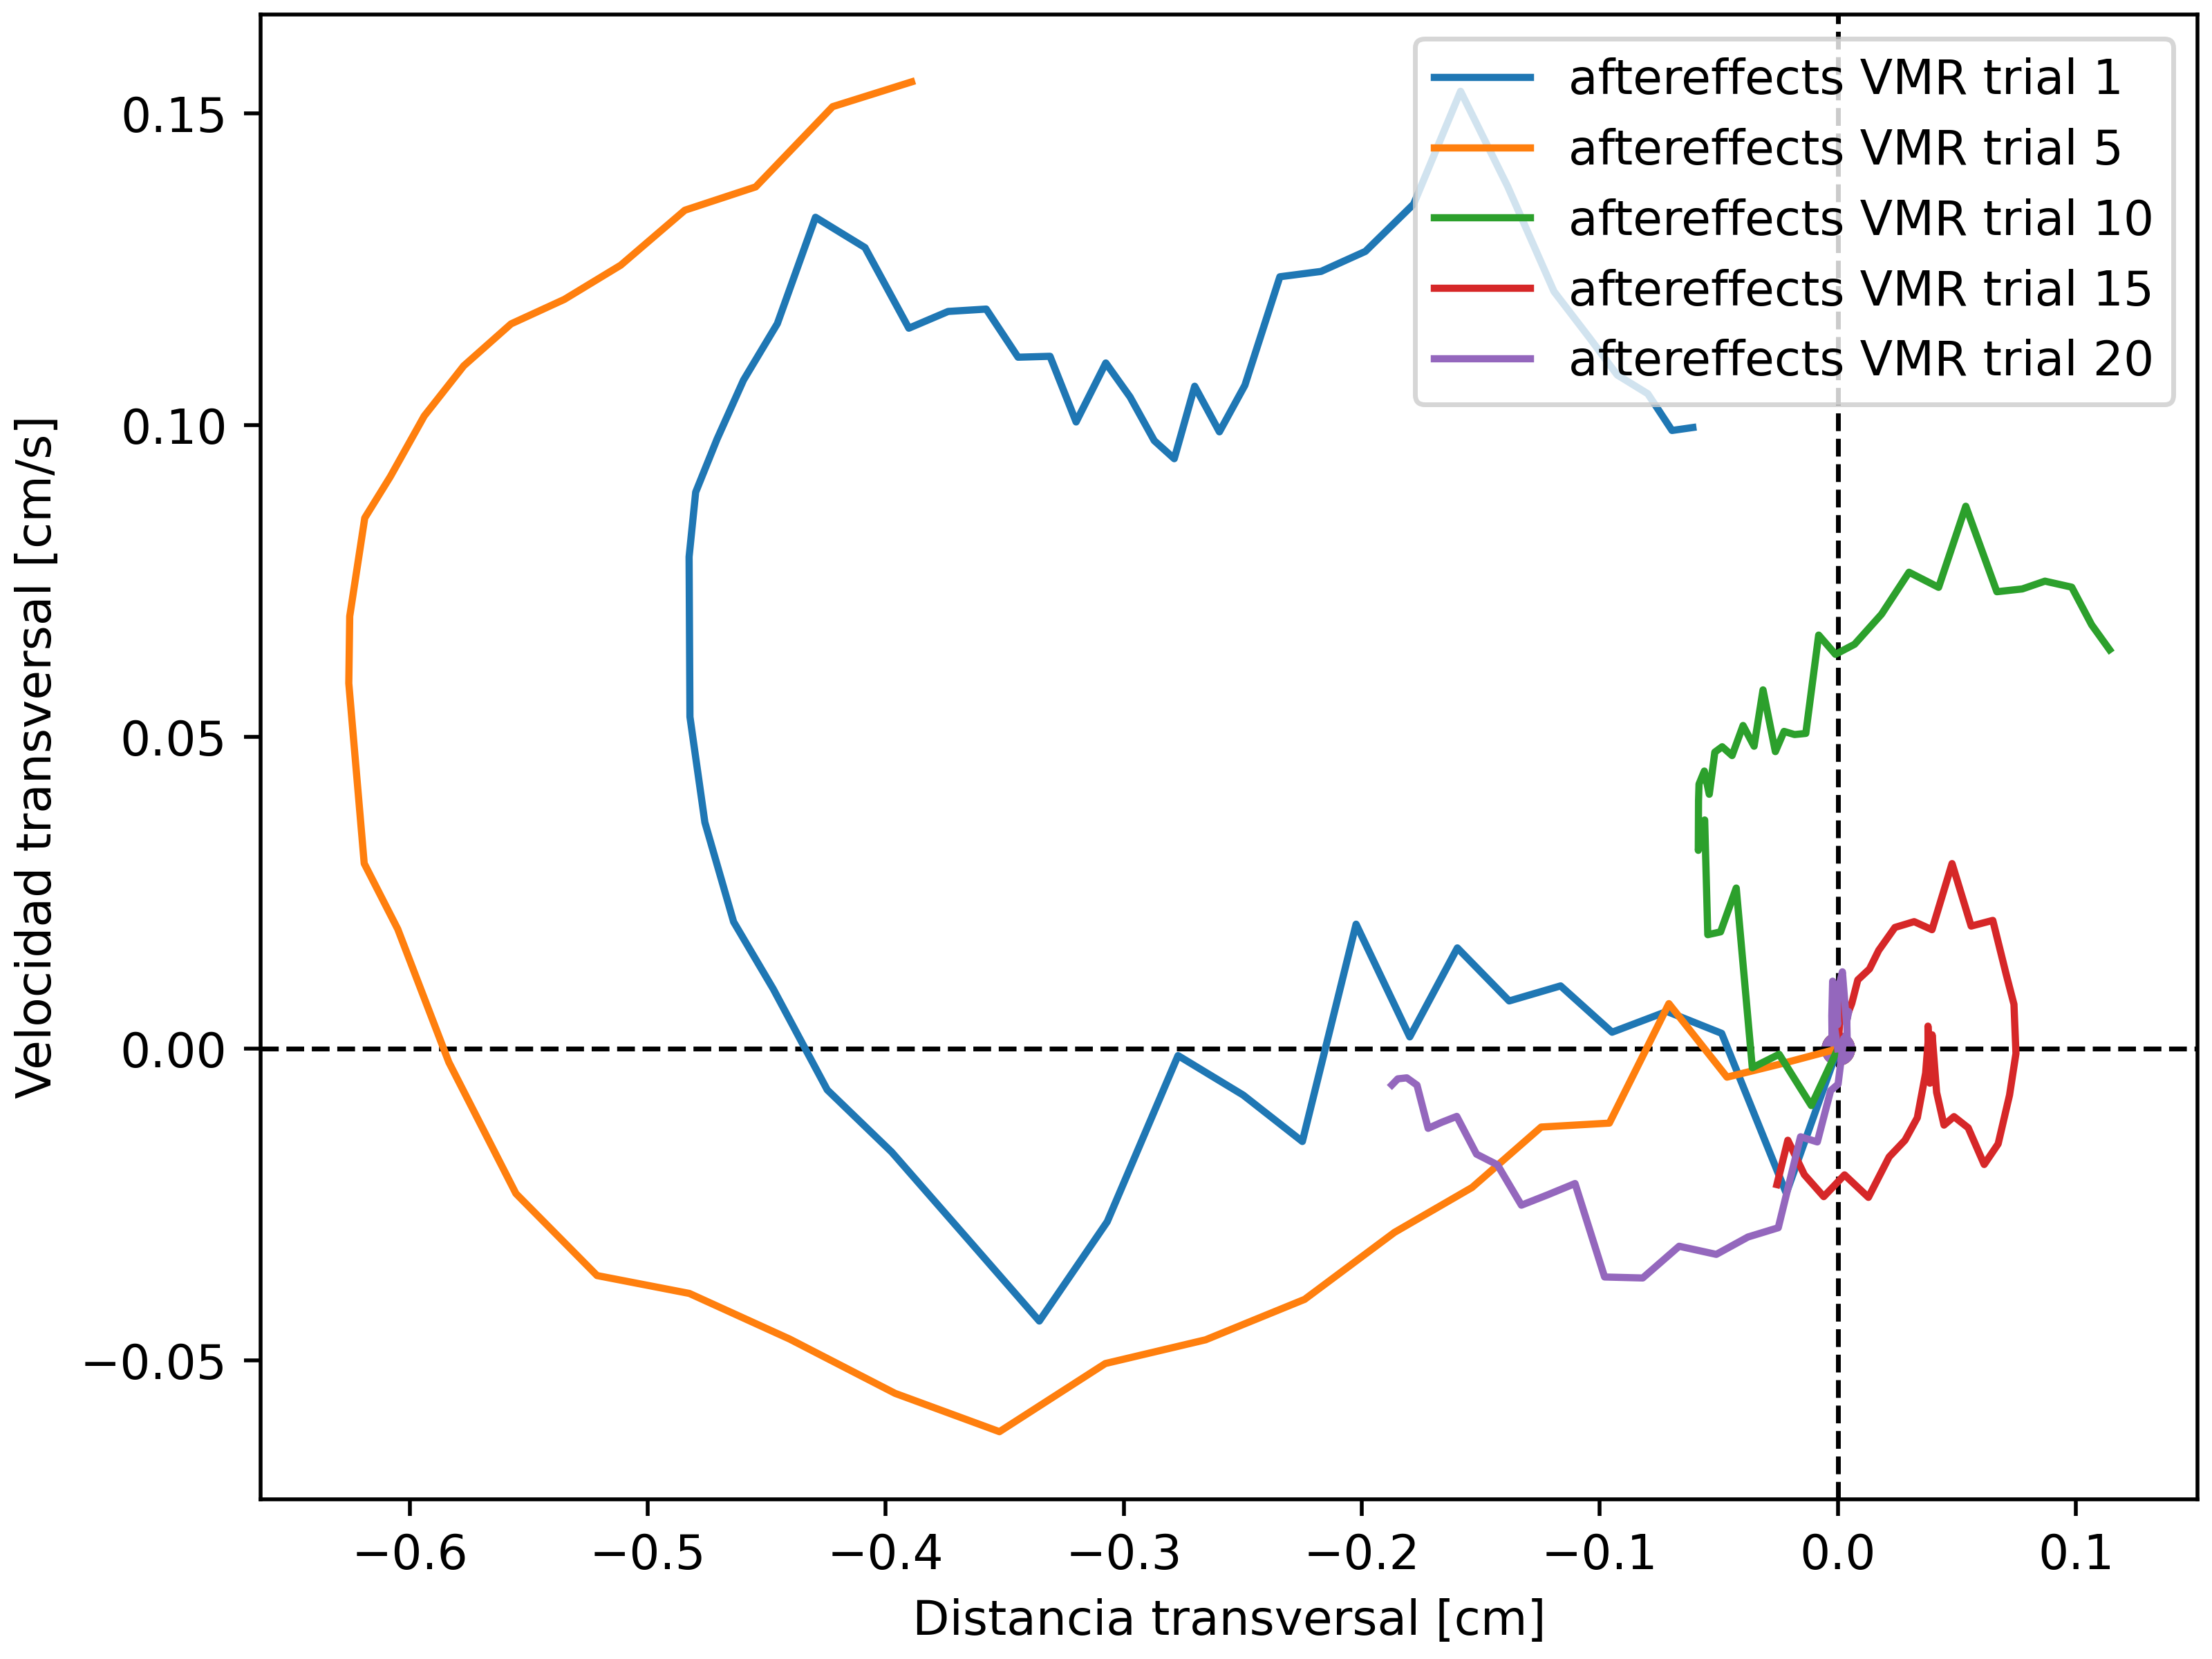 aftereffects VMR trial 1
aftereffects VMR trial 5
aftereffects VMR trial 10
aftereffects VMR trial 15
aftereffects VMR trial 20
Velocidad transversal [cm/s]
0.15
0.10
0.05
0.00
−0.05
−0.6 −0.5 −0.4 −0.3 −0.2 −0.1 0.0 0.1
Distancia transversal [cm]